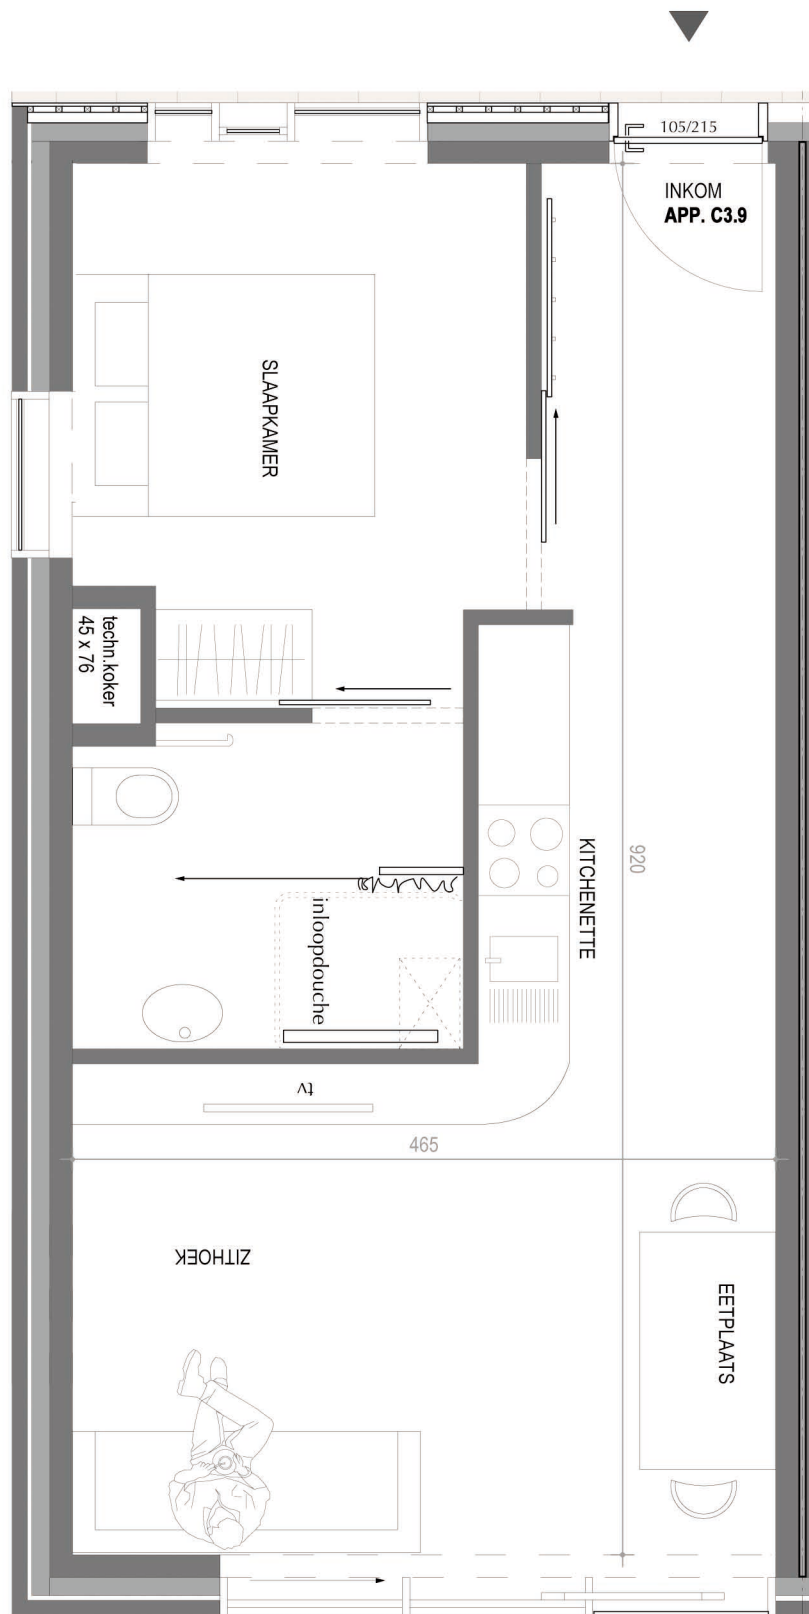 105/215
INKOM
APP. C3.9
SLAAPKAMER
techn.koker
45 x 76
KITCHENETTE
920
inloopdouche
tv
465
ZITHOEK
EETPLAATS